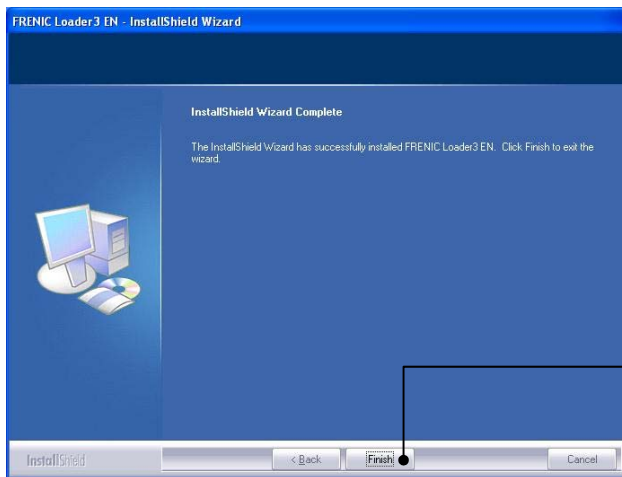 FRENIC Loader3 EN - InstallShield Wizard
InstallShield Wizard Complete
The InstallShield Wizard has successfully installed FRENIC Loader3 EN. Click Finish to exit the
wizard.
InstallShield
< Back
Finish
Cancel